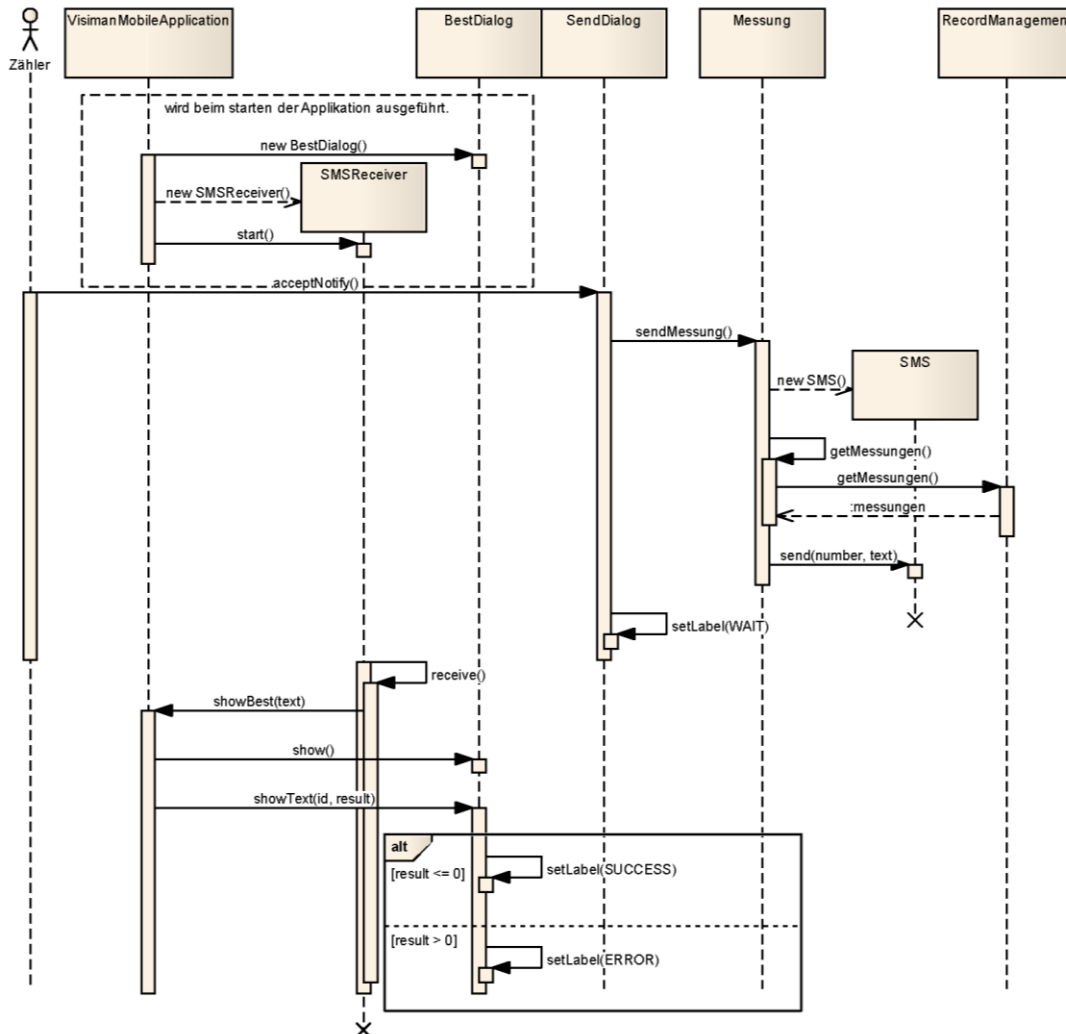 VisimanMobileApplication
BestDialog
SendDialog
Messung
RecordManagemen
Zähler
wird beim starten der Applikation ausgeführt.
new BestDialog()
SMSReceiver
new SMSReceiver()
start()
acceptNotify()
sendMessung()
SMS
new SMS()
getMessungen()
getMessungen()
:messungen
send(number, text)
setLabel(WAIT)
receive()
showBest(text)
show()
showText(id, result)
alt
[result <= 0]
setLabel(SUCCESS)
[result > 0]
setLabel(ERROR)